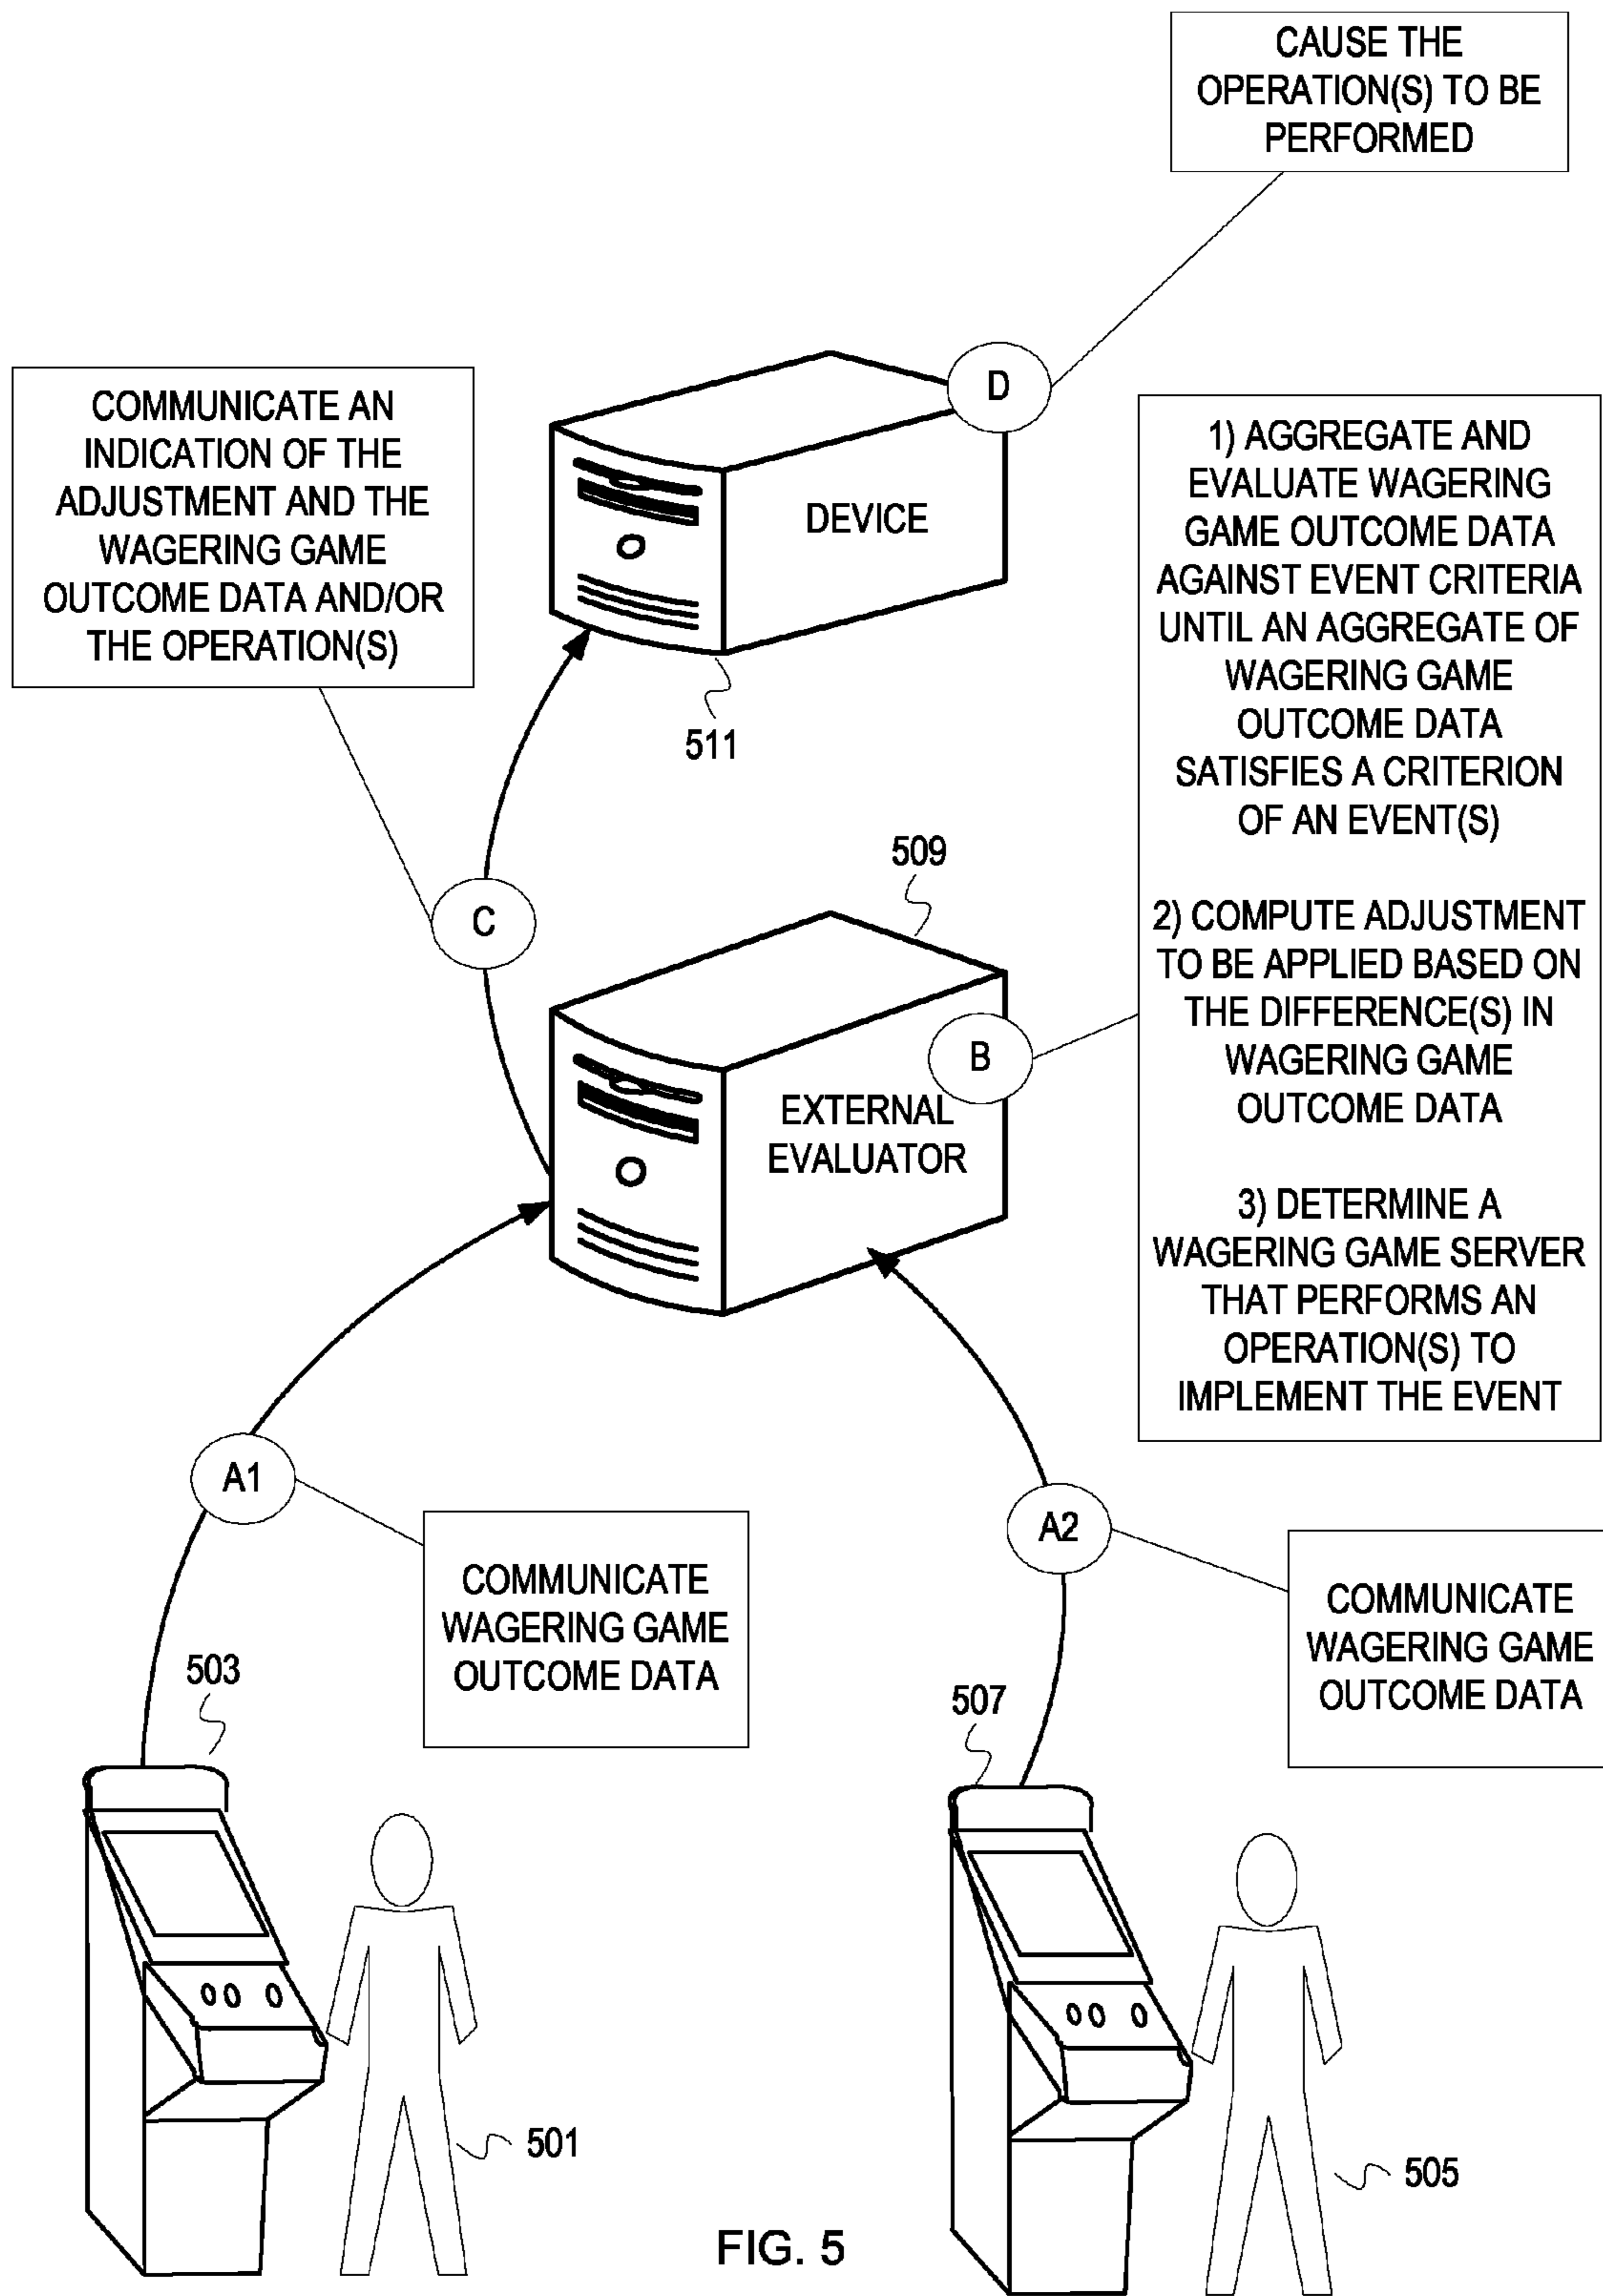 CAUSE THE
OPERATION(S) TO BE
PERFORMED
D
COMMUNICATE AN
INDICATION OF THE
ADJUSTMENT AND THE
WAGERING GAME
OUTCOME DATA AND/OR
THE OPERATION(S)
DEVICE
511
1) AGGREGATE AND
EVALUATE WAGERING
GAME OUTCOME DATA
AGAINST EVENT CRITERIA
UNTIL AN AGGREGATE OF
WAGERING GAME
OUTCOME DATA
SATISFIES A CRITERION
OF AN EVENT(S)
2) COMPUTE ADJUSTMENT
TO BE APPLIED BASED ON
THE DIFFERENCE(S) IN
WAGERING GAME
OUTCOME DATA
3) DETERMINE A
WAGERING GAME SERVER
THAT PERFORMS AN
OPERATION(S) TO
IMPLEMENT THE EVENT
509
C
B
EXTERNAL
EVALUATOR
A1
COMMUNICATE
WAGERING GAME
OUTCOME DATA
A2
COMMUNICATE
WAGERING GAME
OUTCOME DATA
503
507
501
505
FIG. 5